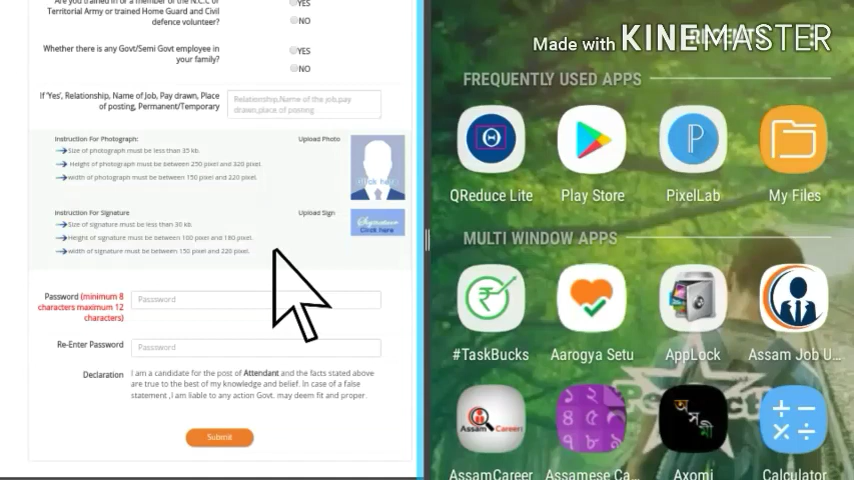 Are you trained in or a member of the N.C.C or
Territorial Army or trained Home Guard and Civil
defence volunteer?
YES
NO
Whether there is any Govt/Semi Govt employee in
your family?
YES
NO
If 'Yes', Relationship, Name of Job, Pay drawn, Place
of posting, Permanent/Temporary
Relationship,Name of the job,pay
drawn,place of posting
Instruction For Photograph:
Upload Photo
Size of photograph must be less than 35 kb.
Height of photograph must be between 250 pixel and 320 pixel.
width of photograph must be between 150 pixel and 220 pixel.
Click here
Instruction For Signature
Upload Sign
Size of signature must be less than 30 kb.
Height of signature must be between 100 pixel and 180 pixel.
width of signature must be between 150 pixel and 220 pixel.
Signature
Click here
Password (minimum 8
characters maximum 12
characters)
Password
Re-Enter Password
Password
Declaration
I am a candidate for the post of Attendant and the facts stated above
are true to the best of my knowledge and belief. In case of a false
statement ,I am liable to any action Govt. may deem fit and proper.
Submit
Made with KINEMASTER
FREQUENTLY USED APPS
QReduce Lite
Play Store
PixelLab
My Files
MULTI WINDOW APPS
#TaskBucks
Aarogya Setu
AppLock
Assam Job U...
Assam Career
অসমীয়া
AssamCareer
Assamese Ca...
Axomi
Calculator